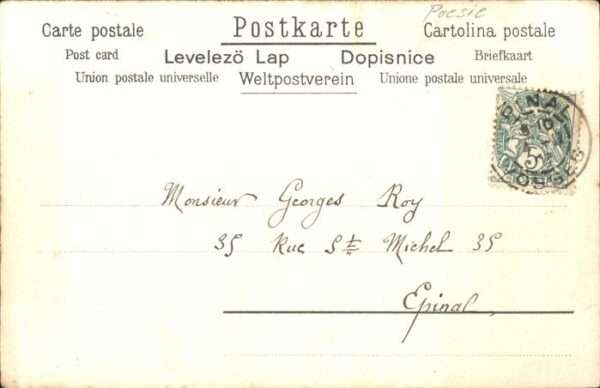 Poesie
Carte postale Postkarte Cartolina postale
Post card Levelező Lap Dopisnice Briefkaart
Union postale universelle Weltpostverein Unione postale universale
EPINAL
5
VOSGES
Monsieur Georges Roy
35 Rue St Michel 35
Epinal